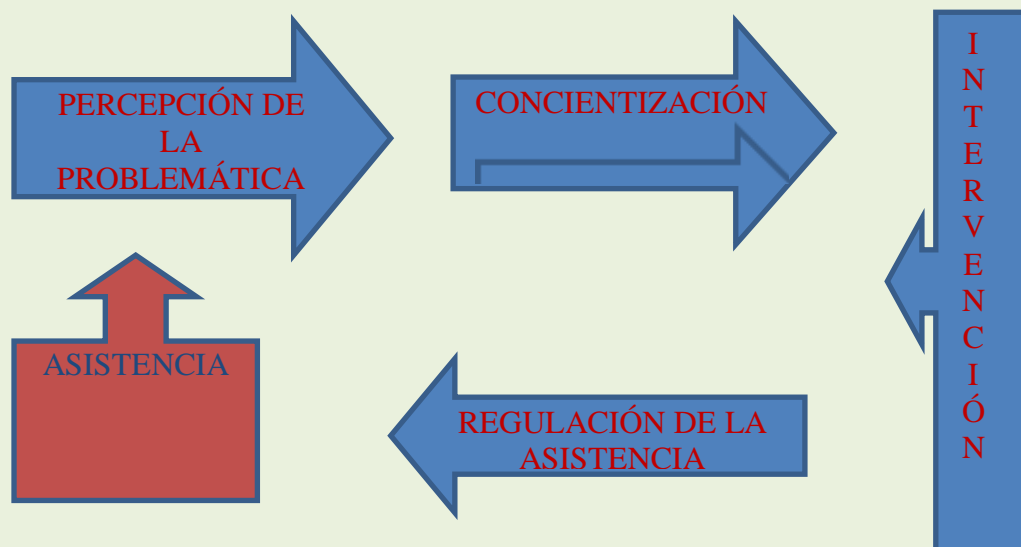 PERCEPCIÓN DE
LA
PROBLEMÁTICA
CONCIENTIZACIÓN
I
N
T
E
R
V
E
N
C
I
Ó
N
ASISTENCIA
REGULACIÓN DE LA
ASISTENCIA